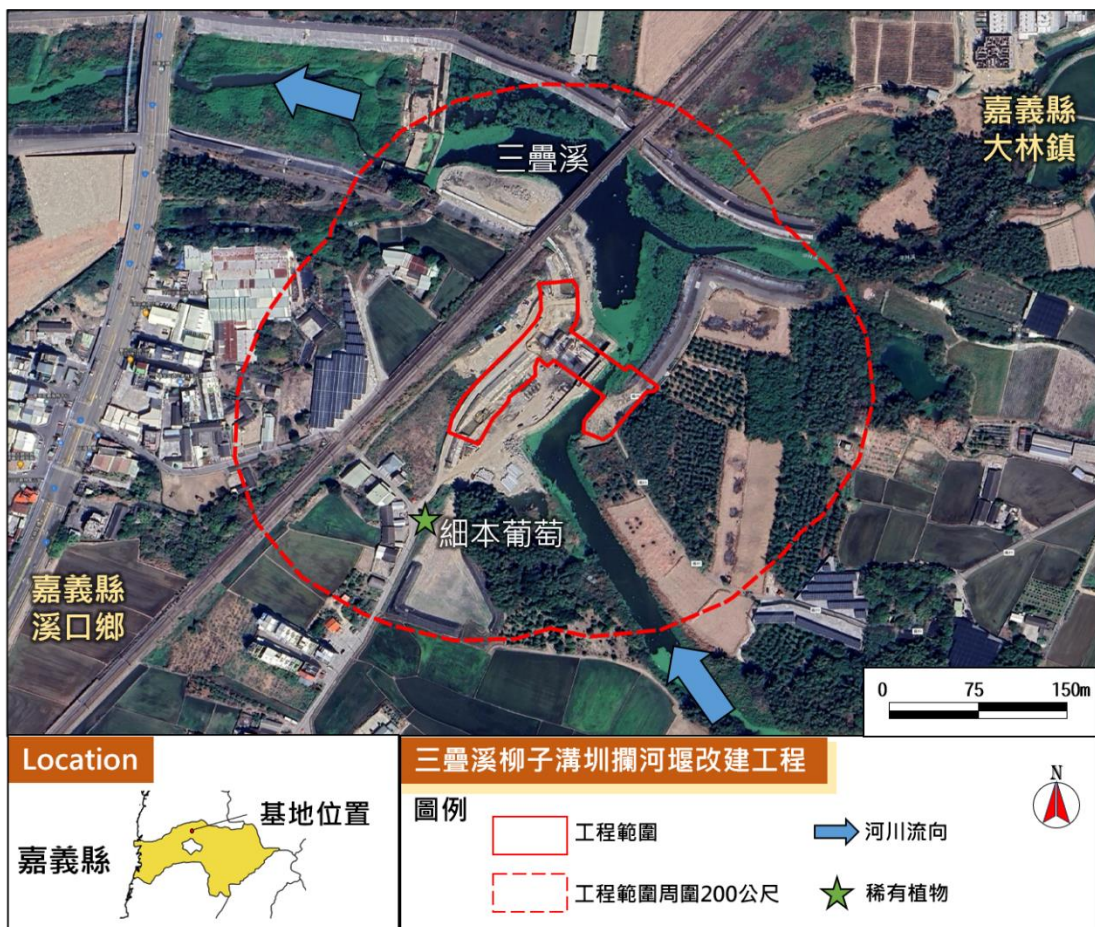 嘉義縣
大林鎮
三疊溪
細本葡萄
嘉義縣
溪口鄉
0 75 150m
Location
基地位置
嘉義縣
三疊溪柳子溝圳攔河堰改建工程
圖例
工程範圍
河川流向
工程範圍周圍200公尺
稀有植物
N